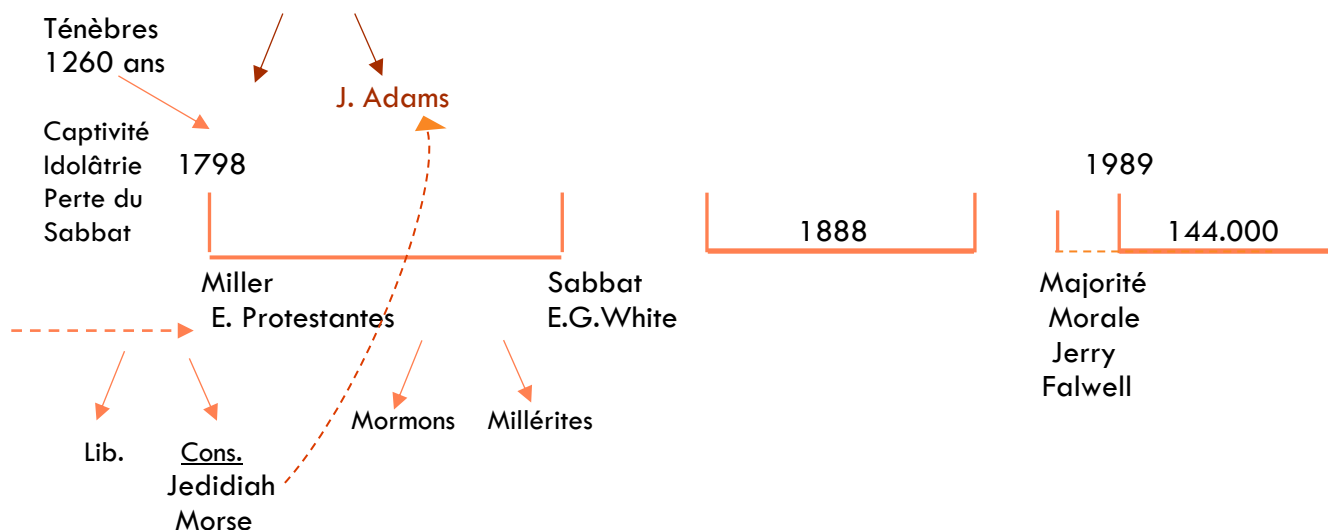 Ténèbres
1260 ans
J. Adams
Captivité
Idolâtrie
Perte du
Sabbat
1798
1989
1888
144.000
Miller
E. Protestantes
Sabbat
E.G.White
Majorité
Morale
Jerry
Falwell
Mormons
Millérites
Lib.
Cons.
Jedidiah
Morse